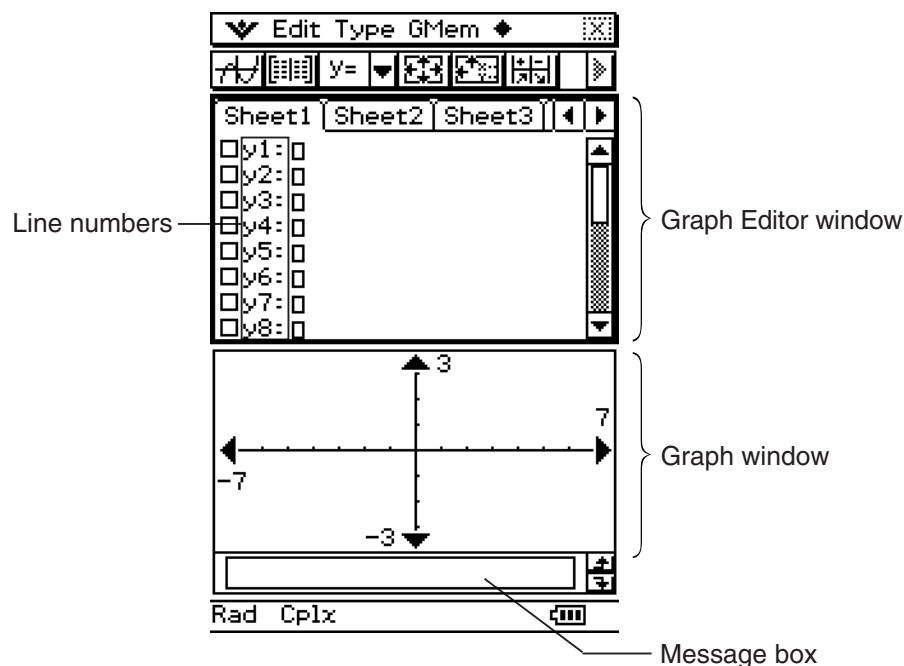 Edit Type GMem
y=
Sheet1 Sheet2 Sheet3
y1:
y2:
y3:
Line numbers
y4:
Graph Editor window
y5:
y6:
y7:
y8:
3
7
-7
Graph window
-3
Rad Cplx
Message box